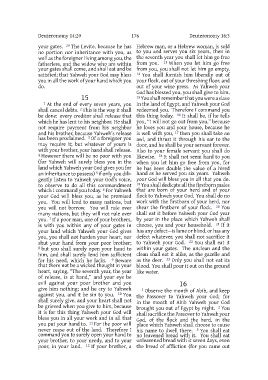 Deuteronomy 14:29
176
Deuteronomy 16:3
your gates. 29 The Levite, because he has
no portion nor inheritance with you, as
well as the foreigner living among you, the
fatherless, and the widow who are within
your gates shall come, and shall eat and be
satisfied; that Yahweh your God may bless
you in all the work of your hand which you
do.
15
1 At the end of every seven years, you
shall cancel debts. 2 This is the way it shall
be done: every creditor shall release that
which he has lent to his neighbor. He shall
not require payment from his neighbor
and his brother, because Yahweh's release
has been proclaimed. 3 Of a foreigner you
may require it; but whatever of yours is
with your brother, your hand shall release.
4 However there will be no poor with you
(for Yahweh will surely bless you in the
land which Yahweh your God gives you for
an inheritance to possess) 5 if only you dili-
gently listen to Yahweh your God's voice,
to observe to do all this commandment
which I command you today. 6 For Yahweh
your God will bless you, as he promised
you. You will lend to many nations, but
you will not borrow. You will rule over
many nations, but they will not rule over
you. 7 If a poor man, one of your brothers,
is with you within any of your gates in
your land which Yahweh your God gives
you, you shall not harden your heart, nor
shut your hand from your poor brother;
8 but you shall surely open your hand to
him, and shall surely lend him sufficient
for his need, which he lacks. 9 Beware
that there not be a wicked thought in your
heart, saying, "The seventh year, the year
of release, is at hand," and your eye be
evil against your poor brother and you
give him nothing; and he cry to Yahweh
against you, and it be sin to you. 10 You
shall surely give, and your heart shall not
be grieved when you give to him, because
it is for this thing Yahweh your God will
bless you in all your work and in all that
you put your hand to. 11 For the poor will
never cease out of the land. Therefore I
command you to surely open your hand to
your brother, to your needy, and to your
poor, in your land. 12 If your brother, a
Hebrew man, or a Hebrew woman, is sold
to you and serves you six years, then in
the seventh year you shall let him go free
from you. 13 When you let him go free
from you, you shall not let him go empty.
14 You shall furnish him liberally out of
your flock, out of your threshing floor, and
out of your wine press. As Yahweh your
God has blessed you, you shall give to him.
15 You shall remember that you were a slave
in the land of Egypt, and Yahweh your God
redeemed you. Therefore I command you
this thing today. 16 It shall be, if he tells
you, "I will not go out from you," because
he loves you and your house, because he
is well with you, 17 then you shall take an
awl, and thrust it through his ear to the
door, and he shall be your servant forever.
Also to your female servant you shall do
likewise. 18 It shall not seem hard to you
when you let him go free from you, for
he has been double the value of a hired
hand as he served you six years. Yahweh
your God will bless you in all that you do.
19 You shall dedicate all the firstborn males
that are born of your herd and of your
flock to Yahweh your God. You shall do no
work with the firstborn of your herd, nor
shear the firstborn of your flock. 20 You
shall eat it before Yahweh your God year
by year in the place which Yahweh shall
choose, you and your household. 21 If it
has any defect—is lame or blind, or has any
defect whatever, you shall not sacrifice it
to Yahweh your God. 22 You shall eat it
within your gates. The unclean and the
clean shall eat it alike, as the gazelle and
as the deer. 23 Only you shall not eat its
blood. You shall pour it out on the ground
like water.
16
1 Observe the month of Abib, and keep
the Passover to Yahweh your God; for
in the month of Abib Yahweh your God
brought you out of Egypt by night. 2 You
shall sacrifice the Passover to Yahweh your
God, of the flock and the herd, in the
place which Yahweh shall choose to cause
his name to dwell there. 3 You shall eat
no leavened bread with it. You shall eat
unleavened bread with it seven days, even
the bread of affliction (for you came out